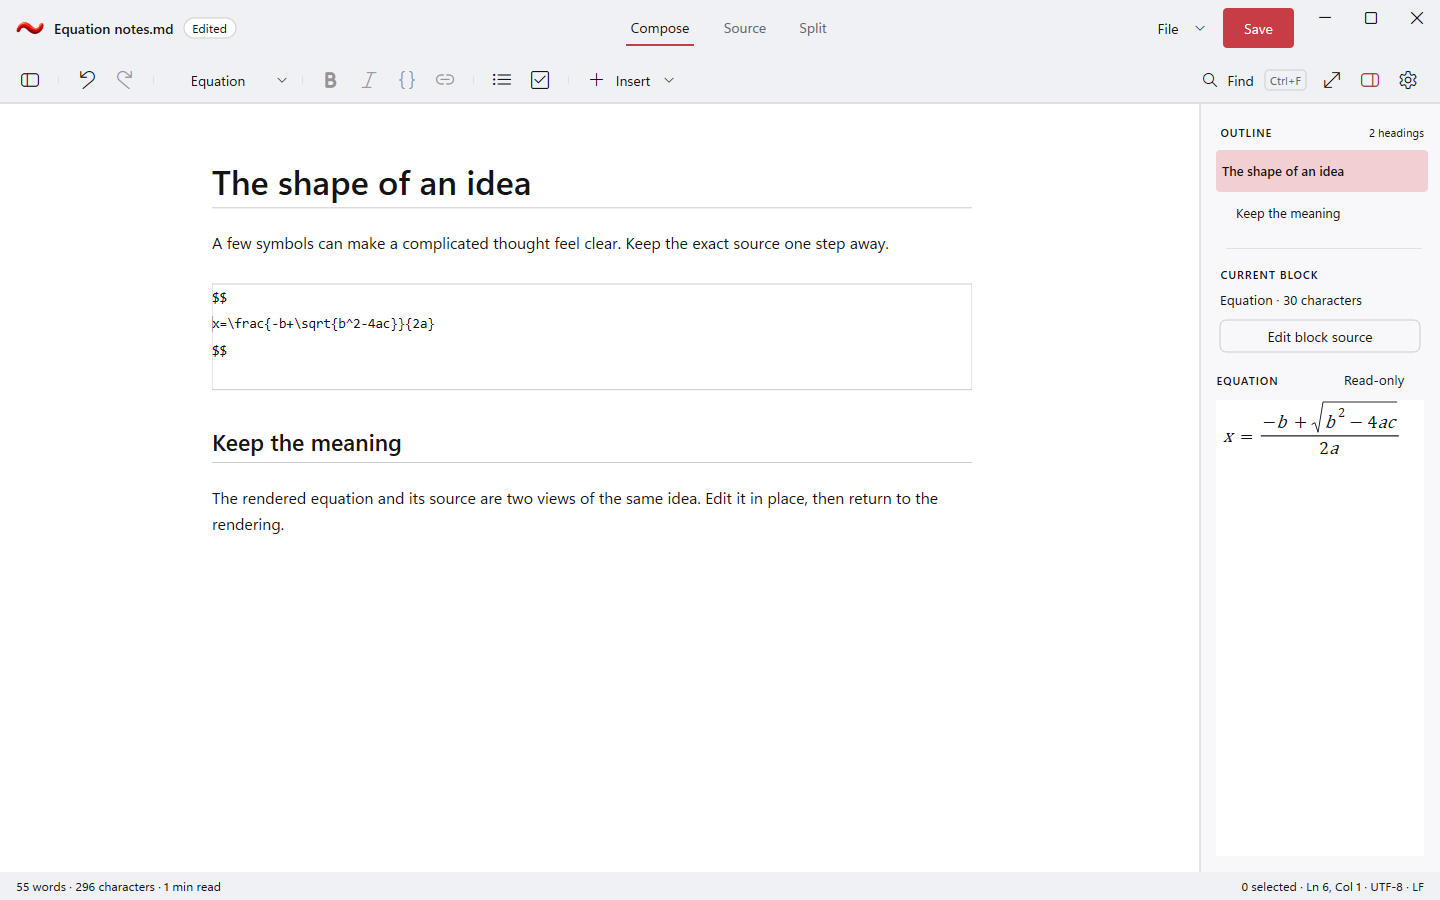 Equation notes.md Edited Compose Source Split File Save
Equation B I {} Insert Find Ctrl+F
The shape of an idea
A few symbols can make a complicated thought feel clear. Keep the exact source one step away.
$$
x=\frac{-b+\sqrt{b^2-4ac}}{2a}
$$
Keep the meaning
The rendered equation and its source are two views of the same idea. Edit it in place, then return to the
rendering.
OUTLINE 2 headings
The shape of an idea
Keep the meaning
CURRENT BLOCK
Equation · 30 characters
Edit block source
EQUATION Read-only
x = −b + √b² − 4ac
2a
55 words · 296 characters · 1 min read
0 selected · Ln 6, Col 1 · UTF-8 · LF